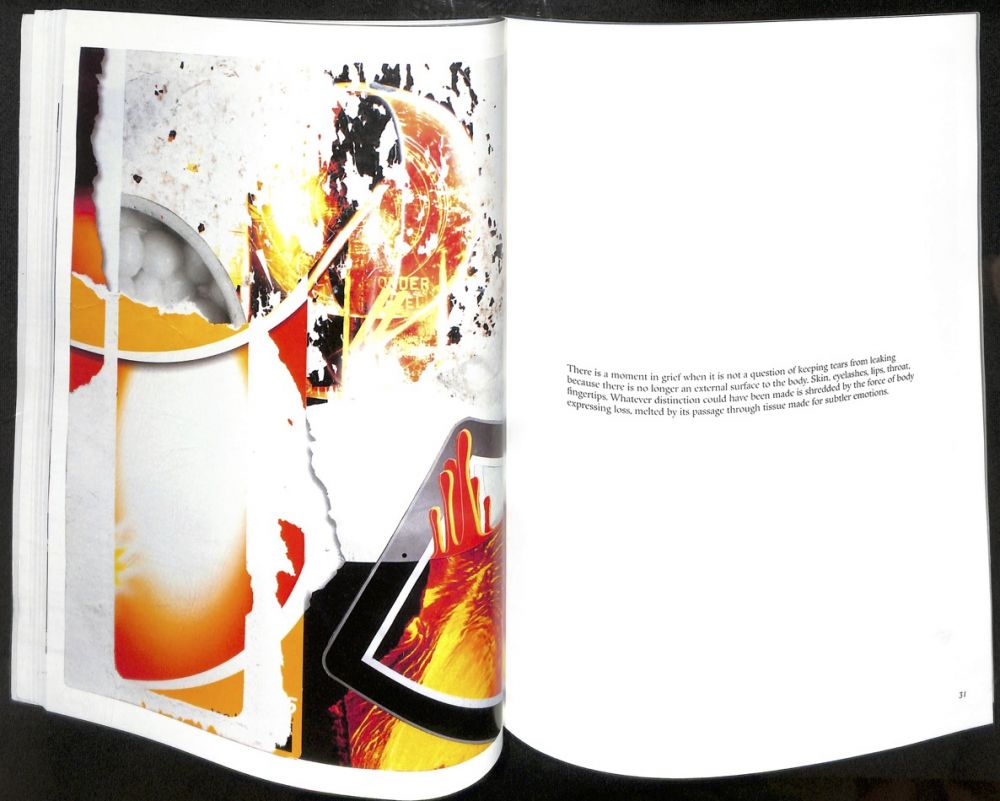 There is a moment in grief when it is not a question of keeping tears from leaking
because there is no longer an external surface to the body. Skin, eyelashes, lips, throat,
fingertips. Whatever distinction could have been made is shredded by the force of body
expressing loss, melted by its passage through tissue made for subtler emotions.
31